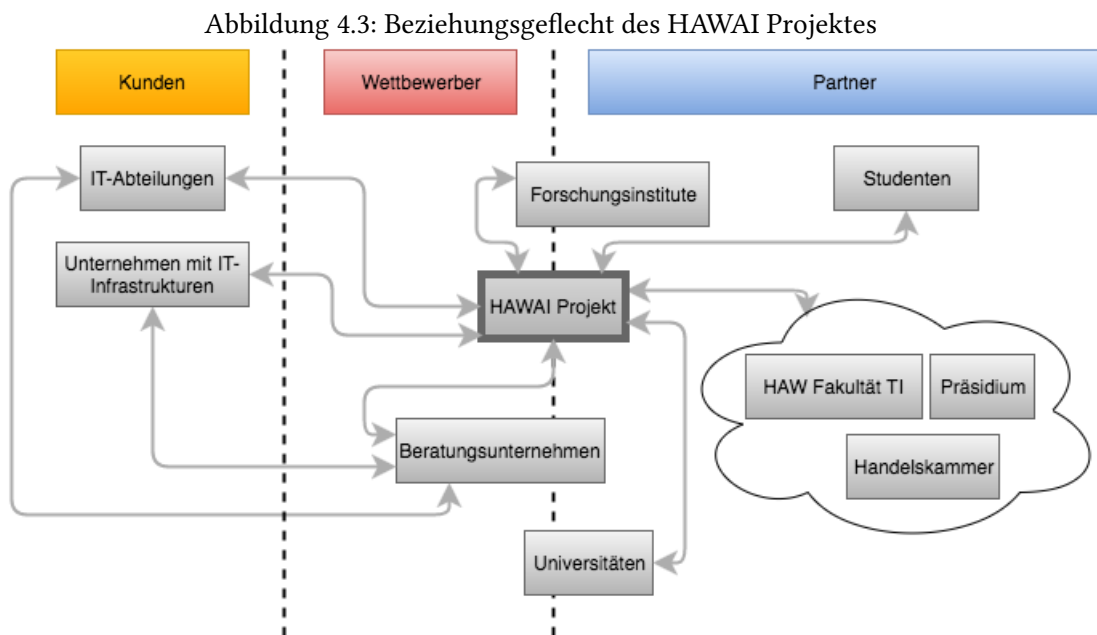 Abbildung 4.3: Beziehungsgeflecht des HAWAI Projektes
Kunden
Wettbewerber
Partner
IT-Abteilungen
Forschungsinstitute
Studenten
Unternehmen mit IT-
Infrastrukturen
HAWAI Projekt
HAW Fakultät TI
Präsidium
Beratungsunternehmen
Handelskammer
Universitäten